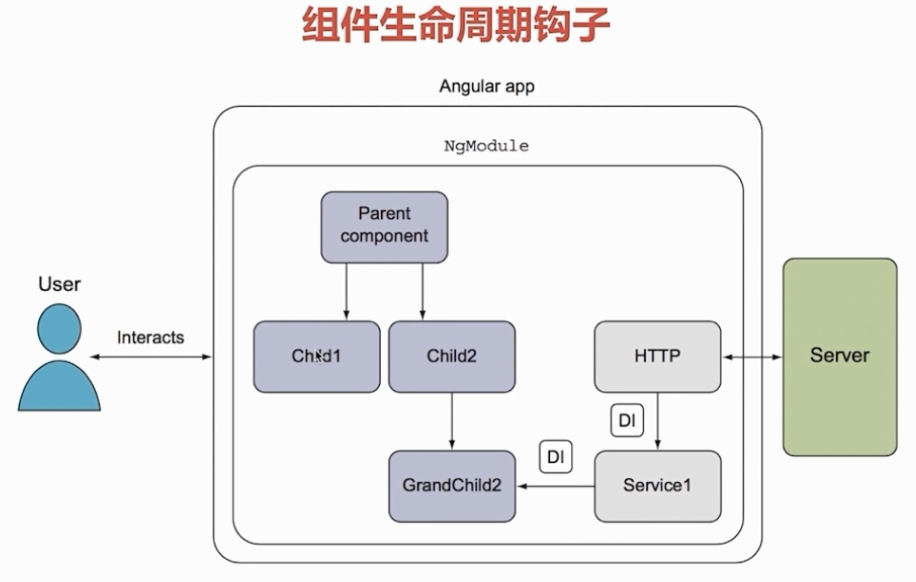 组件生命周期钩子
Angular app
NgModule
Parent
component
User
Interacts
Child1
Child2
HTTP
Server
DI
DI
GrandChild2
Service1